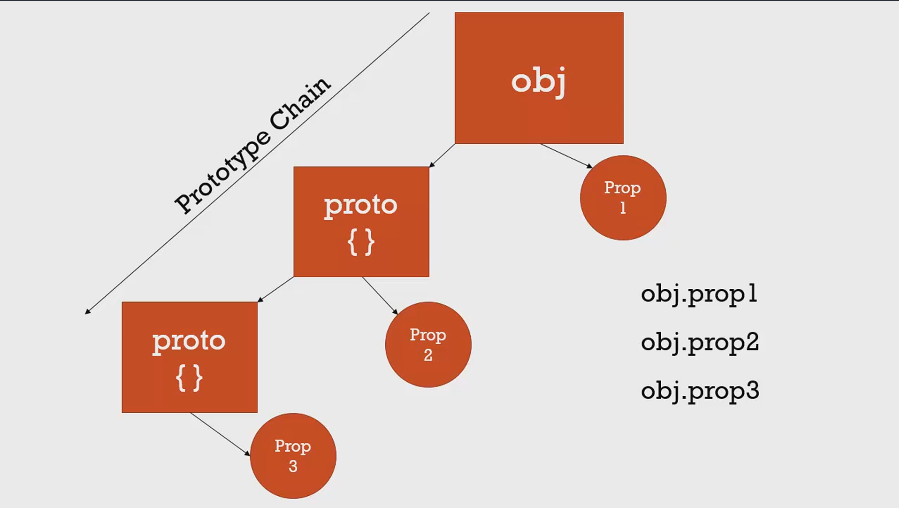 obj
Prototype Chain
Prop
1
proto
{ }
obj.prop1
Prop
2
obj.prop2
proto
{ }
obj.prop3
Prop
3